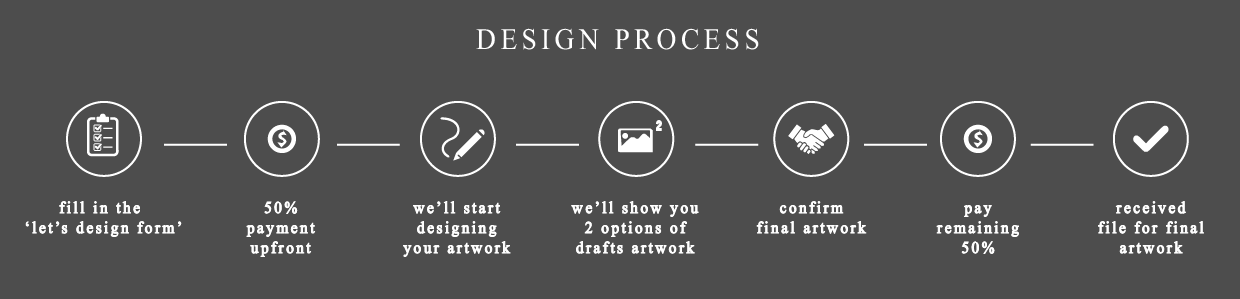 DESIGN PROCESS
2
fill in the
‘let’s design form’
50%
payment
upfront
we’ll start
designing
your artwork
we’ll show you
2 options of
drafts artwork
confirm
final artwork
pay
remaining
50%
received
file for final
artwork